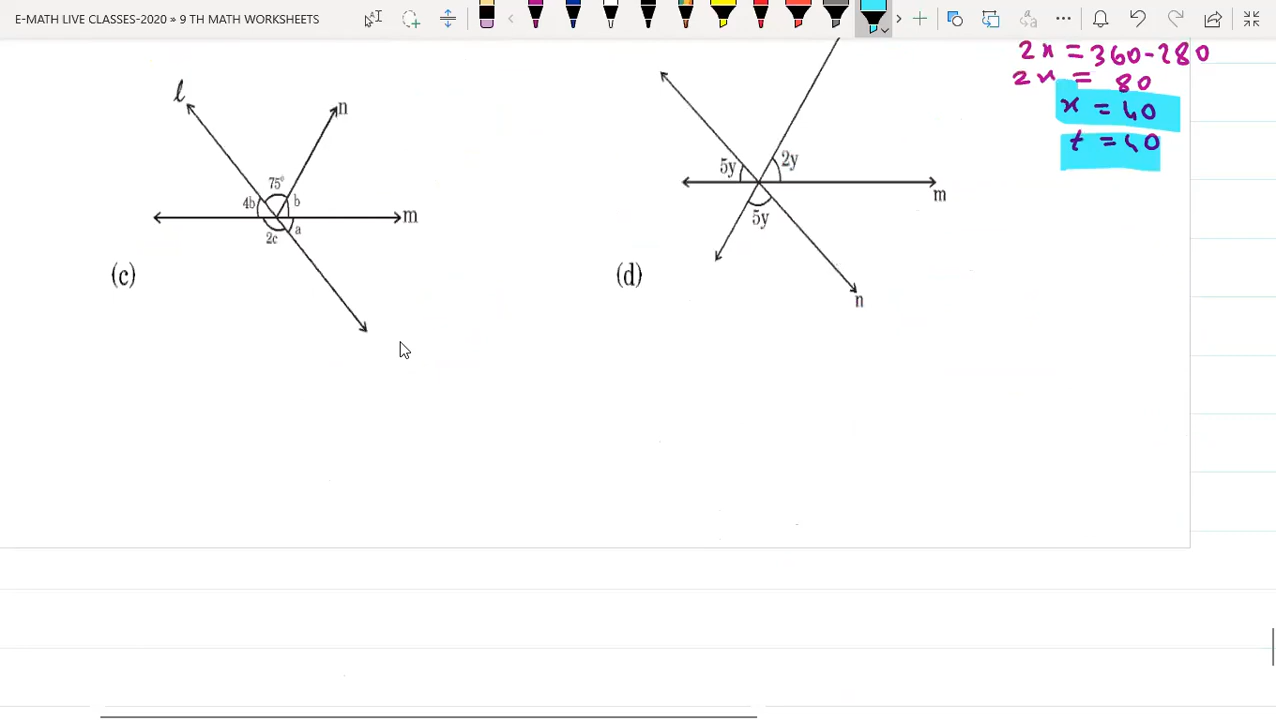 E-MATH LIVE CLASSES-2020 » 9 TH MATH WORKSHEETS
2x = 360-280
2x = 80
x = 40
t = 40
l
n
75°
4b
b
m
2c
a
(c)
5y
2y
m
5y
(d)
n